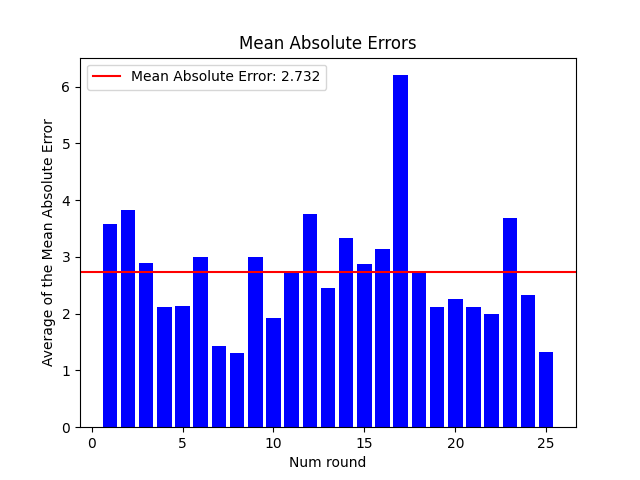 Mean Absolute Errors
Mean Absolute Error: 2.732
Average of the Mean Absolute Error
6
5
4
3
2
1
0
0 5 10 15 20 25
Num round